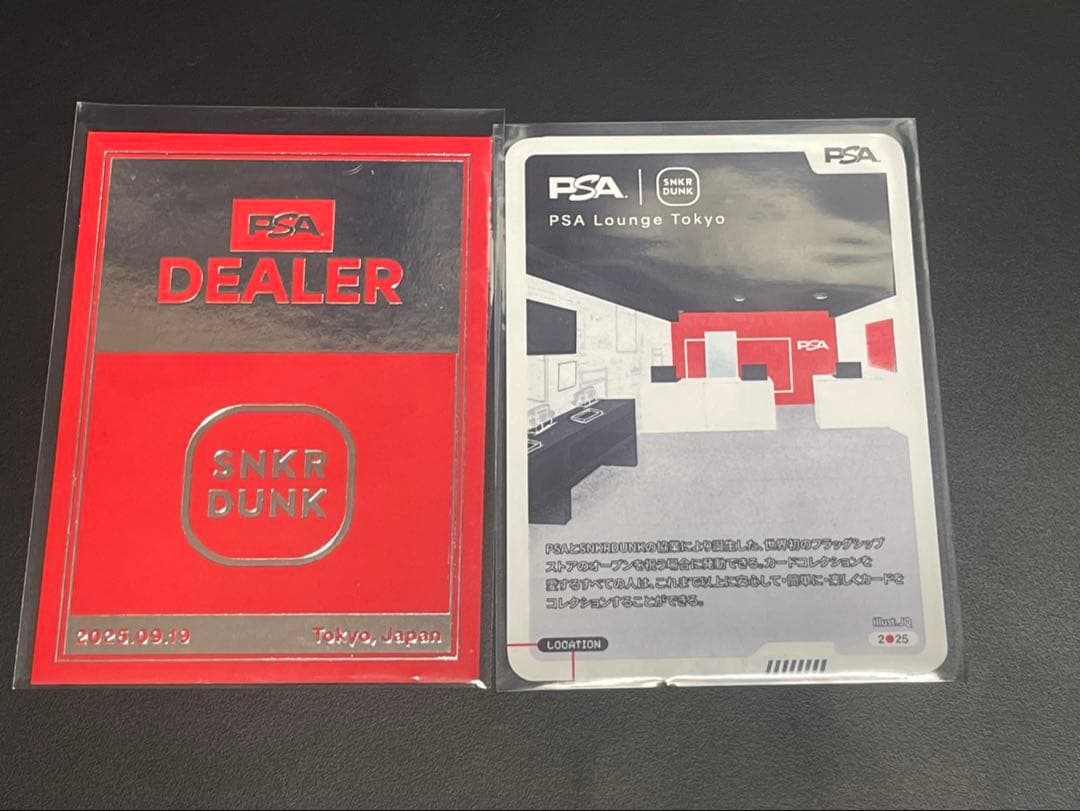 PSA
DEALER
SNKR
DUNK
2025.09.19
Tokyo, Japan
PSA
PSA
SNKR
DUNK
PSA Lounge Tokyo
PSA
PSAとSNKRDUNKの協業により誕生した、世界初のフラッグシップ
ストアのオープンを祝う場合に発動できる。カードコレクションを
愛するすべての人は、これまで以上に安心して・簡単に・楽しくカードを
コレクションすることができる。
illust. JQ
2025
LOCATION